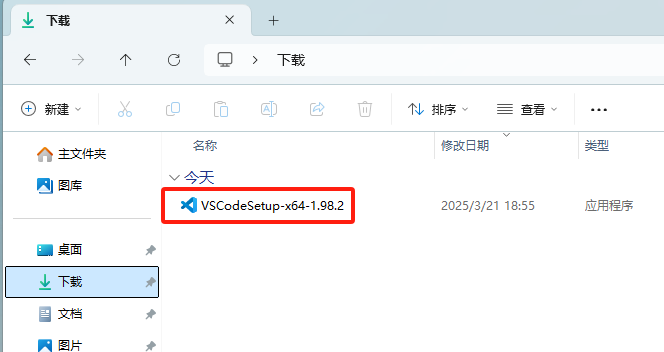 下载
下载
新建
排序
查看
名称
修改日期
类型
主文件夹
图库
桌面
下载
文档
图片
今天
VSCodeSetup-x64-1.98.2
2025/3/21 18:55
应用程序